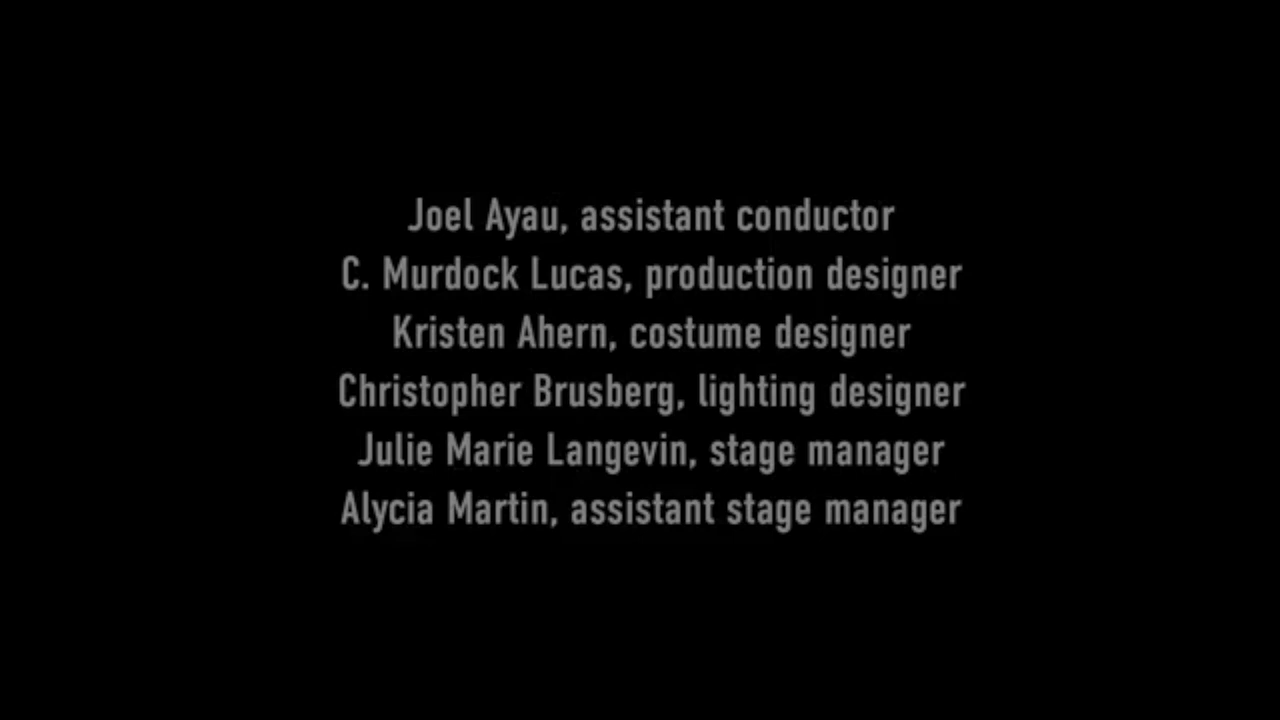 Joel Ayau, assistant conductor
C. Murdock Lucas, production designer
Kristen Ahern, costume designer
Christopher Brusberg, lighting designer
Julie Marie Langevin, stage manager
Alycia Martin, assistant stage manager